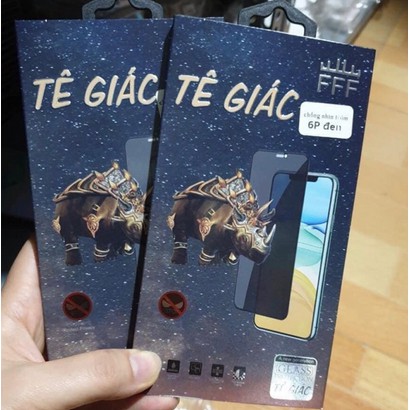 TÊ GIÁC
TÊ GIÁC
FFF
chống nhìn trộm
6P đen
GLASS
TÊ GIÁC